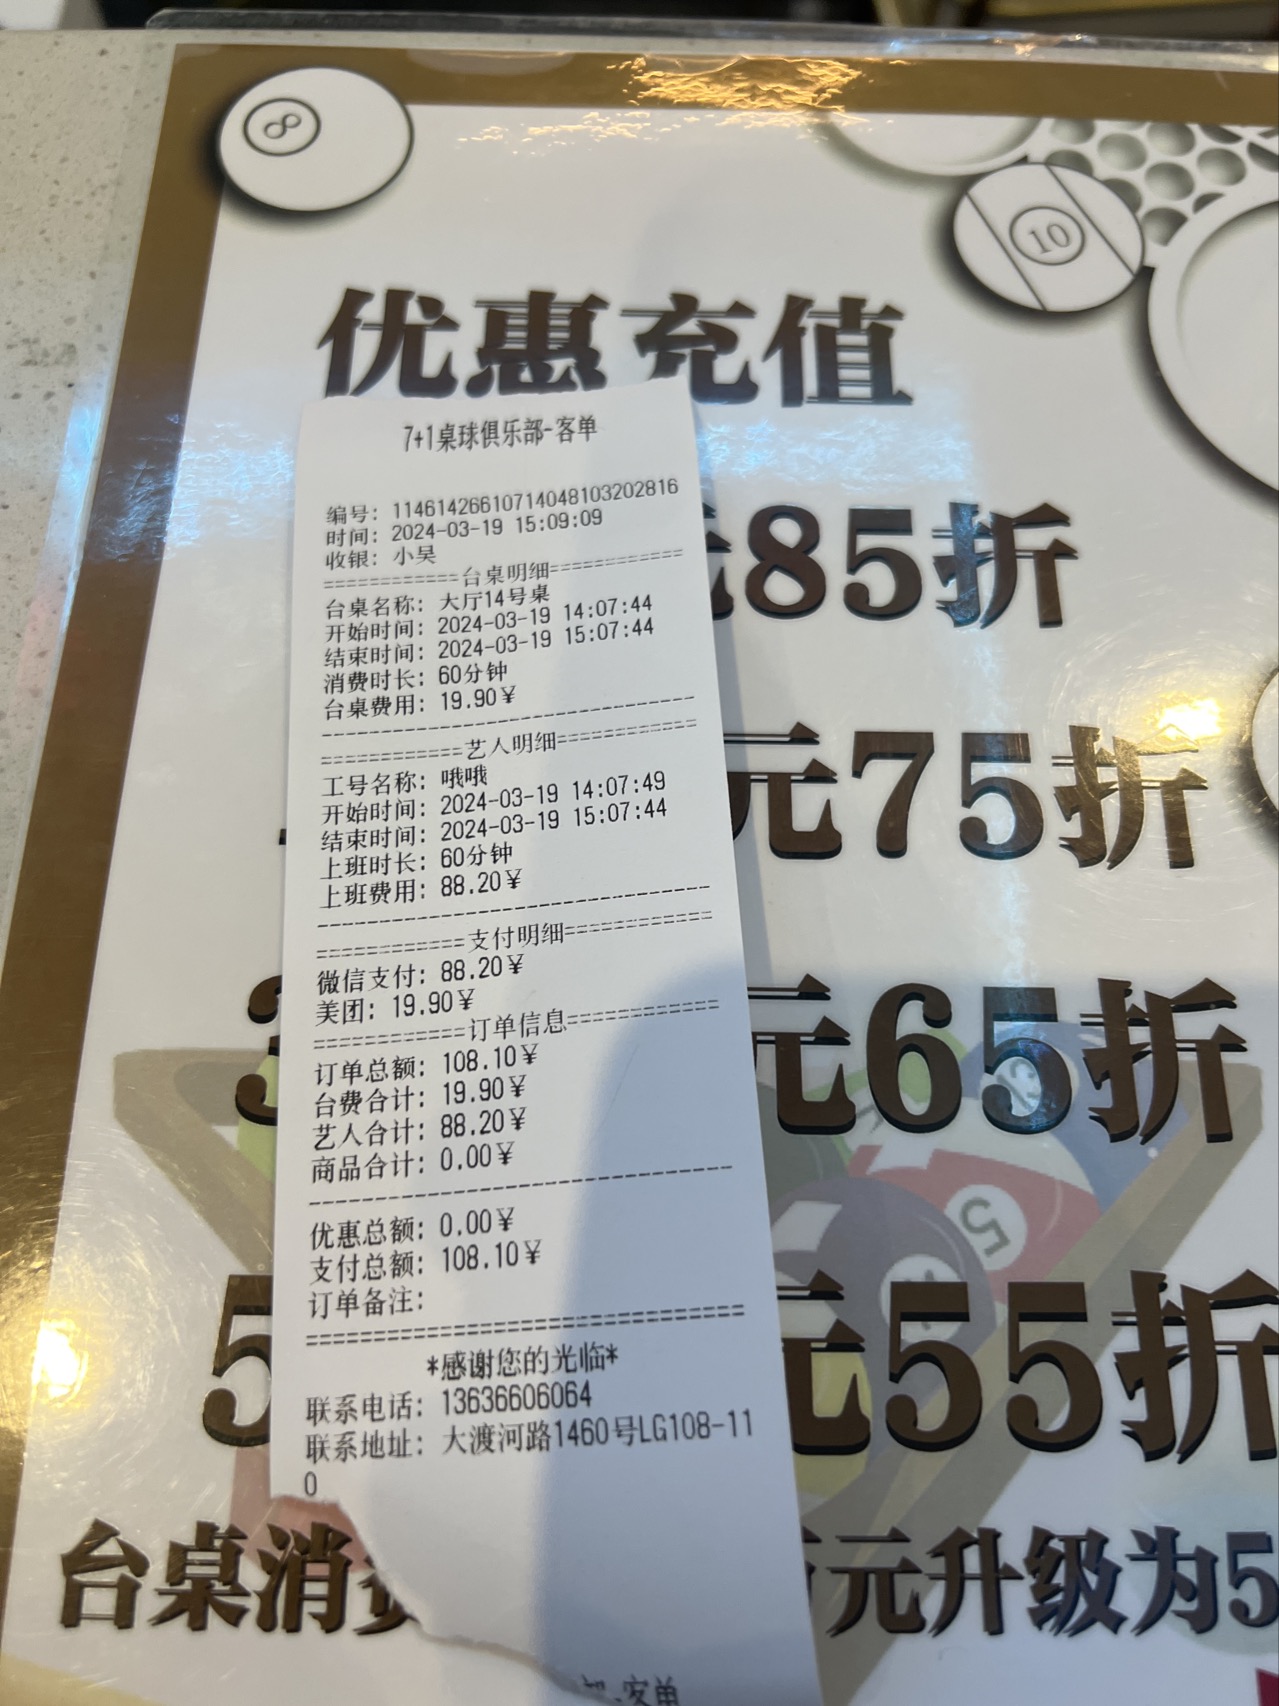 8
10
优惠充值
85折
元75折
元65折
5
元55折
台桌消
元升级为5
7+1桌球俱乐部-客单
编号: 1146142661071404810320​2816
时间: 2024-03-19 15:09:09
收银: 小吴
============台桌明细============
台桌名称: 大厅14号桌
开始时间: 2024-03-19 14:07:44
结束时间: 2024-03-19 15:07:44
消费时长: 60分钟
台桌费用: 19.90¥
--------------------------------
============艺人明细============
工号名称: 哦哦
开始时间: 2024-03-19 14:07:49
结束时间: 2024-03-19 15:07:44
上班时长: 60分钟
上班费用: 88.20¥
--------------------------------
============支付明细============
微信支付: 88.20¥
美团: 19.90¥
============订单信息============
订单总额: 108.10¥
台费合计: 19.90¥
艺人合计: 88.20¥
商品合计: 0.00¥
--------------------------------
优惠总额: 0.00¥
支付总额: 108.10¥
订单备注:
================================
*感谢您的光临*
联系电话: 13636606064
联系地址: 大渡河路1460号LG108-11
0
客单
5